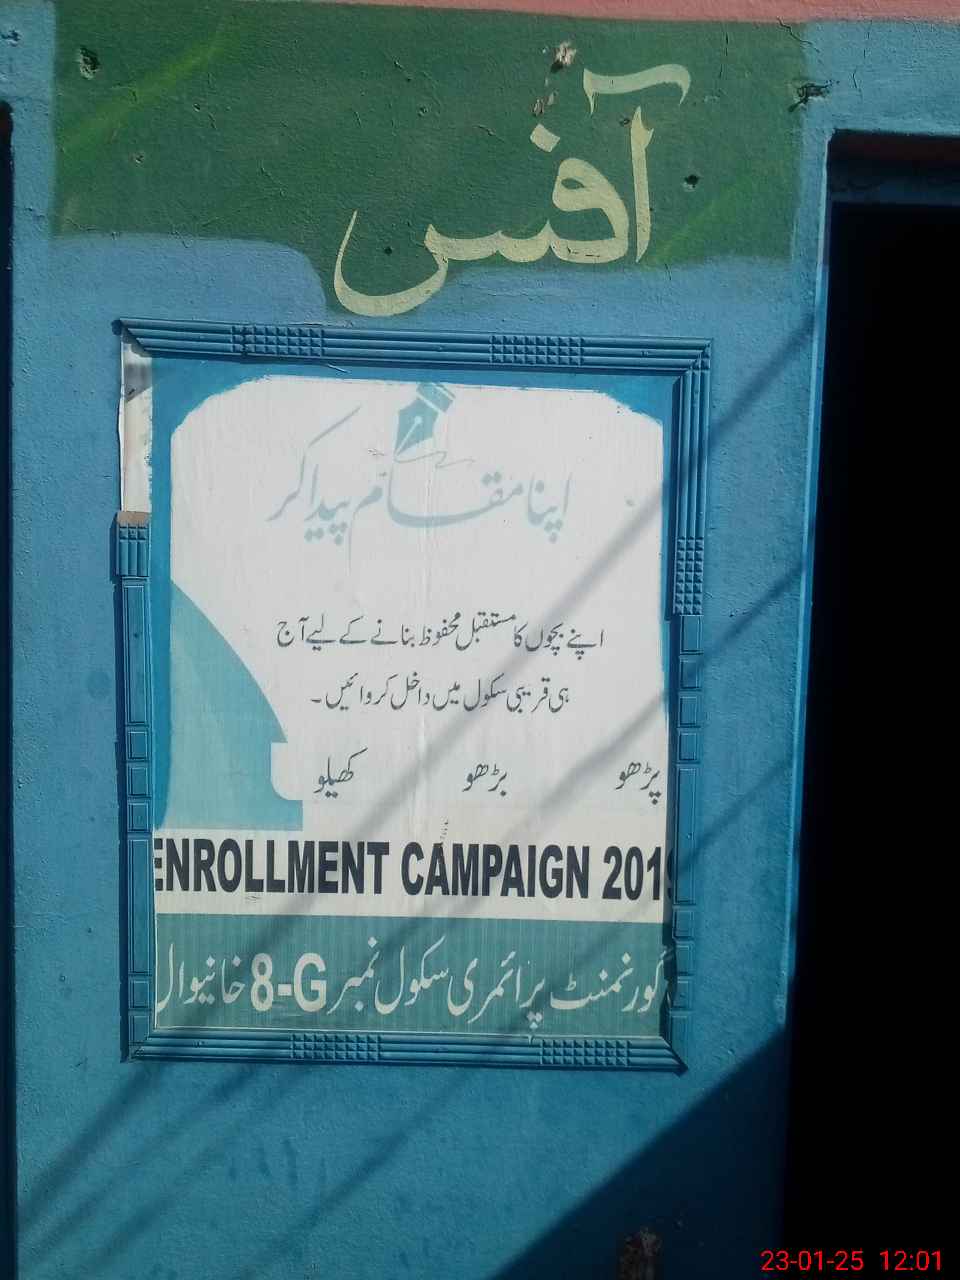 آفس
اپنا مقام پیدا کر
اپنے بچوں کا مستقبل محفوظ بنانے کے لیے آج
ہی قریبی سکول میں داخل کروائیں۔
پڑھو بڑھو کھیلو
ENROLLMENT CAMPAIGN 2019
گورنمنٹ پرائمری سکول نمبر 8-G خانیوال
23-01-25 12:01